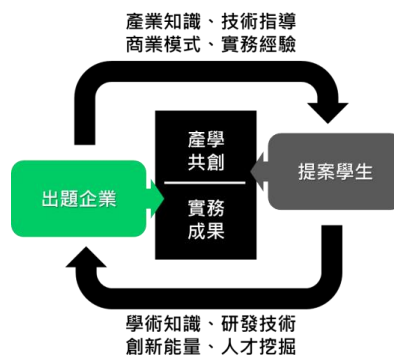 產業知識、技術指導
商業模式、實務經驗
產學
共創
出題企業
提案學生
實務
成果
學術知識、研發技術
創新能量、人才挖掘